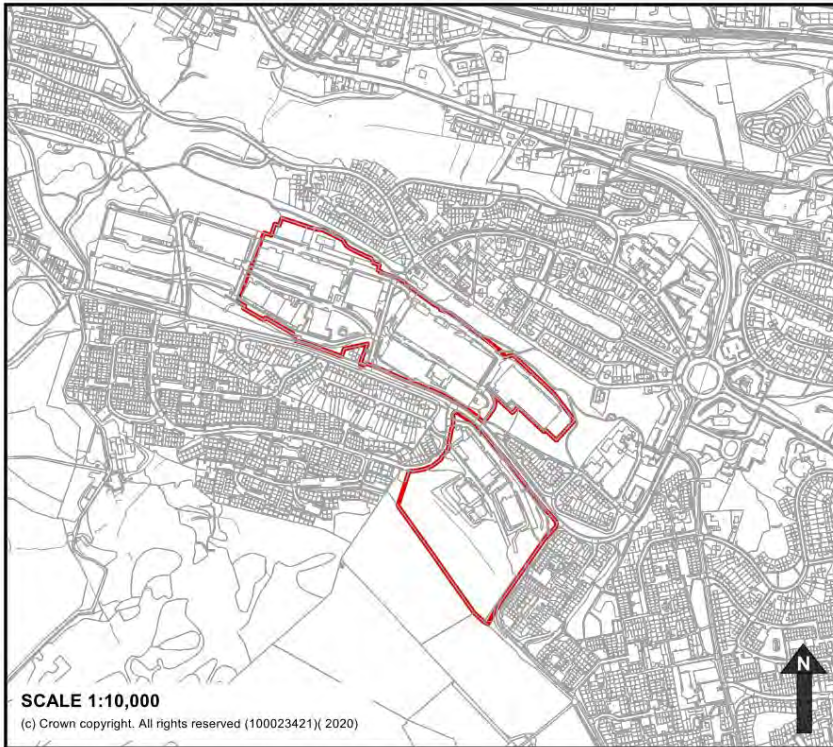 N
SCALE 1:10,000
(c) Crown copyright. All rights reserved (100023421)( 2020)